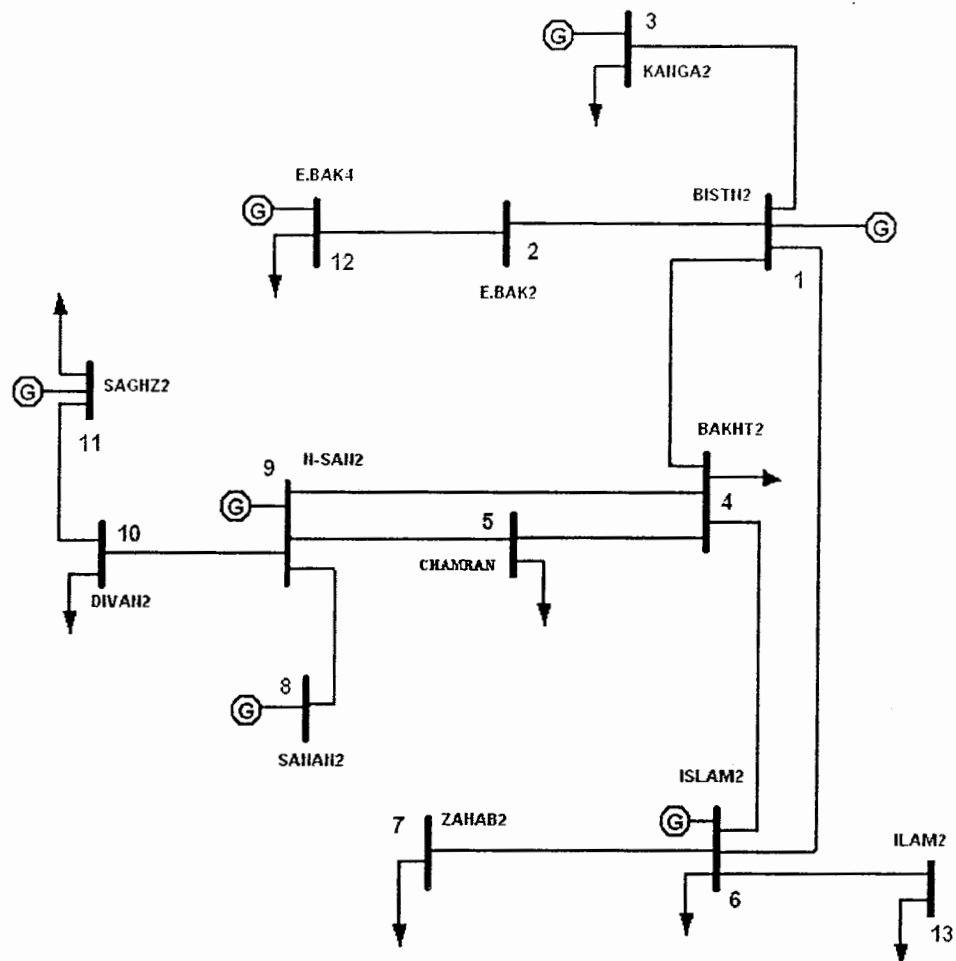 G
3
KANGA2
E.BAK4
G
12
2
E.BAK2
BISTN2
G
1
G
SAGHZ2
11
BAKHT2
4
9
N-SAN2
G
5
CHAMRAN
10
DIVAN2
8
G
SANAN2
ISLAM2
G
6
7
ZAHAB2
ILAM2
13